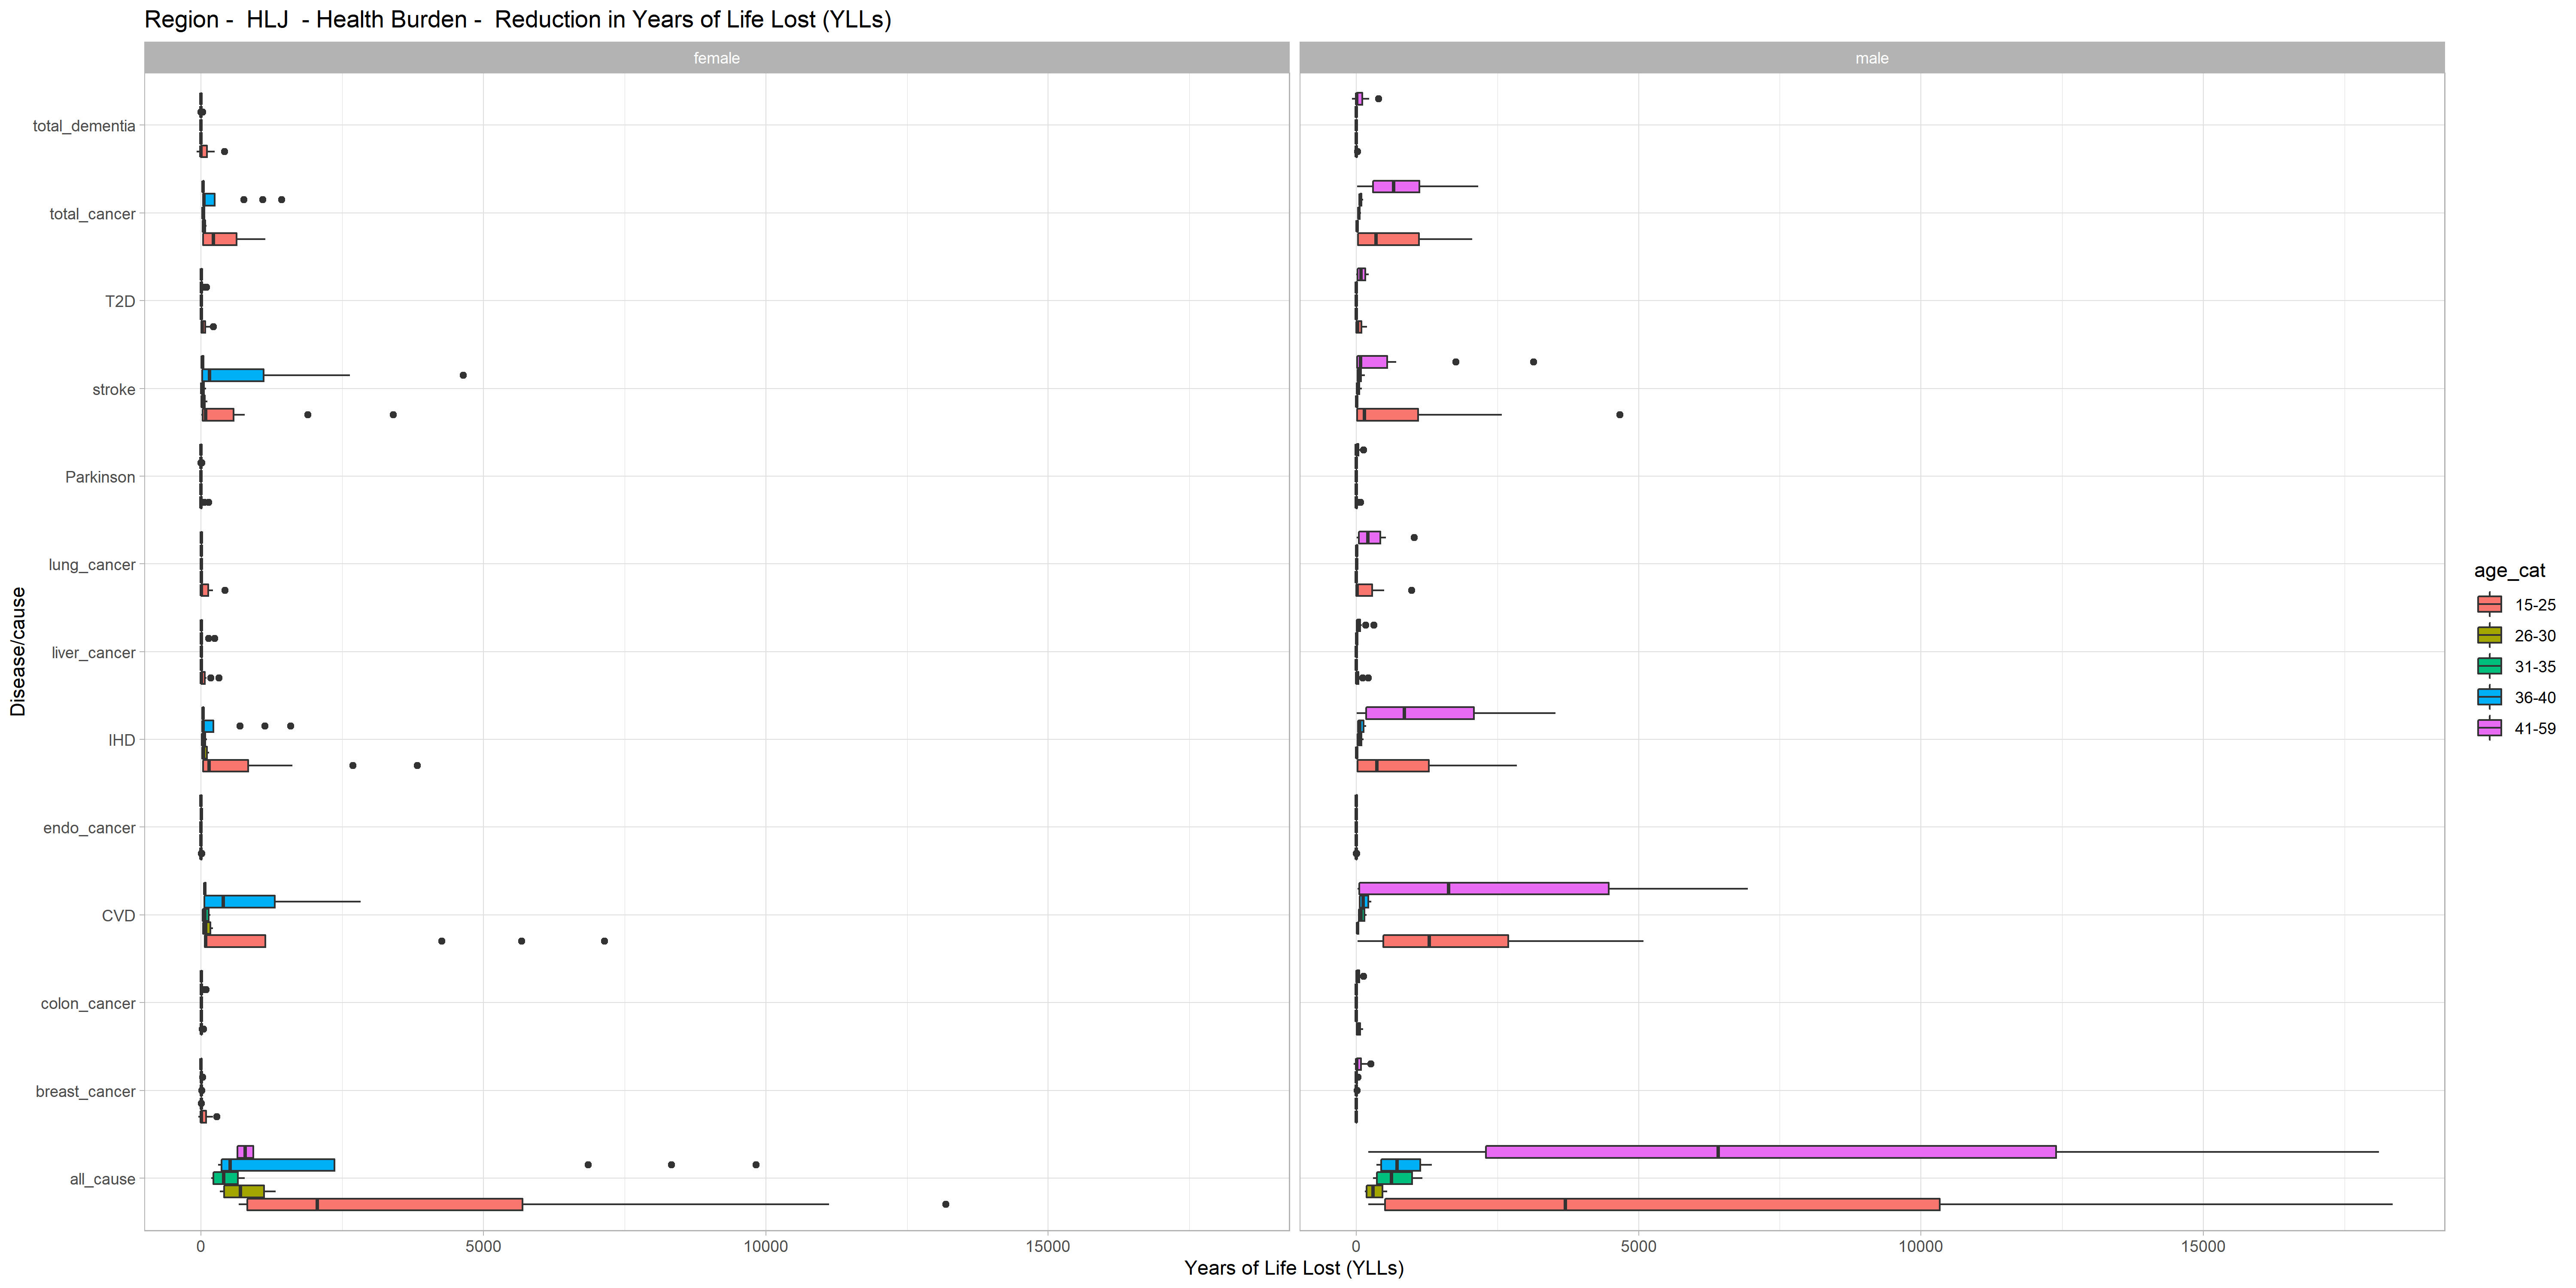 Region -  HLJ  - Health Burden -  Reduction in Years of Life Lost (YLLs)
female
male
total_dementia
total_cancer
T2D
stroke
Parkinson
lung_cancer
liver_cancer
IHD
endo_cancer
CVD
colon_cancer
breast_cancer
all_cause
Disease/cause
0
5000
10000
15000
0
5000
10000
15000
Years of Life Lost (YLLs)
age_cat
15-25
26-30
31-35
36-40
41-59